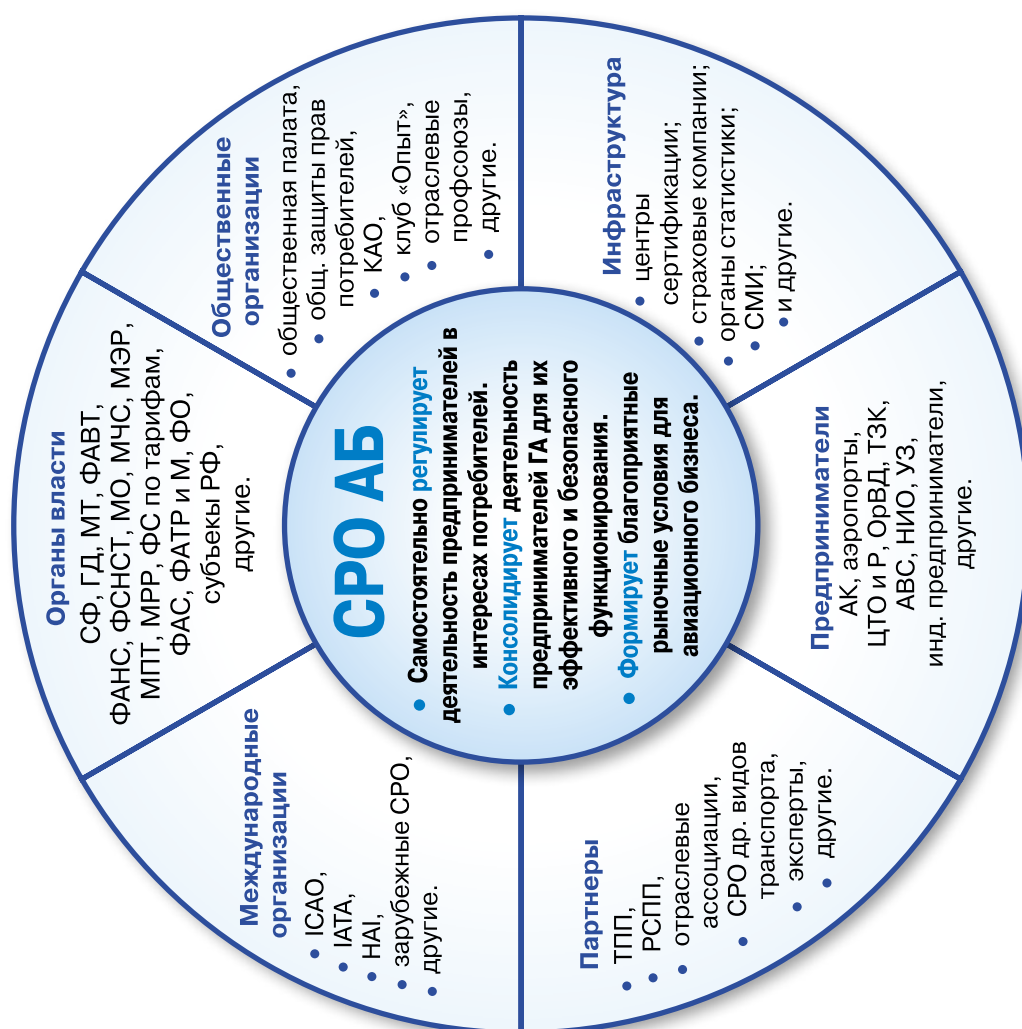 СРО АБ
• Самостоятельно регулирует
деятельность предпринимателей в
интересах потребителей.
• Консолидирует деятельность
предпринимателей ГА для их
эффективного и безопасного
функционирования.
• Формирует благоприятные
рыночные условия для
авиационного бизнеса.
Органы власти
СФ, ГД, МТ, ФАВТ,
ФАНС, ФСНСТ, МО, МЧС, МЭР,
МПТ, МРР, ФС по тарифам,
ФАС, ФАТР и М, ФО,
субъекы РФ,
другие.
Общественные
организации
• общественная палата,
• общ. защиты прав
потребителей,
• КАО,
• клуб «Опыт»,
• отраслевые
профсоюзы,
• другие.
Инфраструктура
• центры
сертификации;
• страховые компании;
• органы статистики;
• СМИ;
• и другие.
Предприниматели
АК, аэропорты,
ЦТО и Р, ОрВД, ТЗК,
АВС, НИО, УЗ,
инд. предприниматели,
другие.
Партнеры
• ТПП,
• РСПП,
• отраслевые
ассоциации,
• СРО др. видов
транспорта,
• эксперты,
• другие.
Международные
организации
• ICAO,
• IATA,
• HAI,
• зарубежные СРО,
• другие.